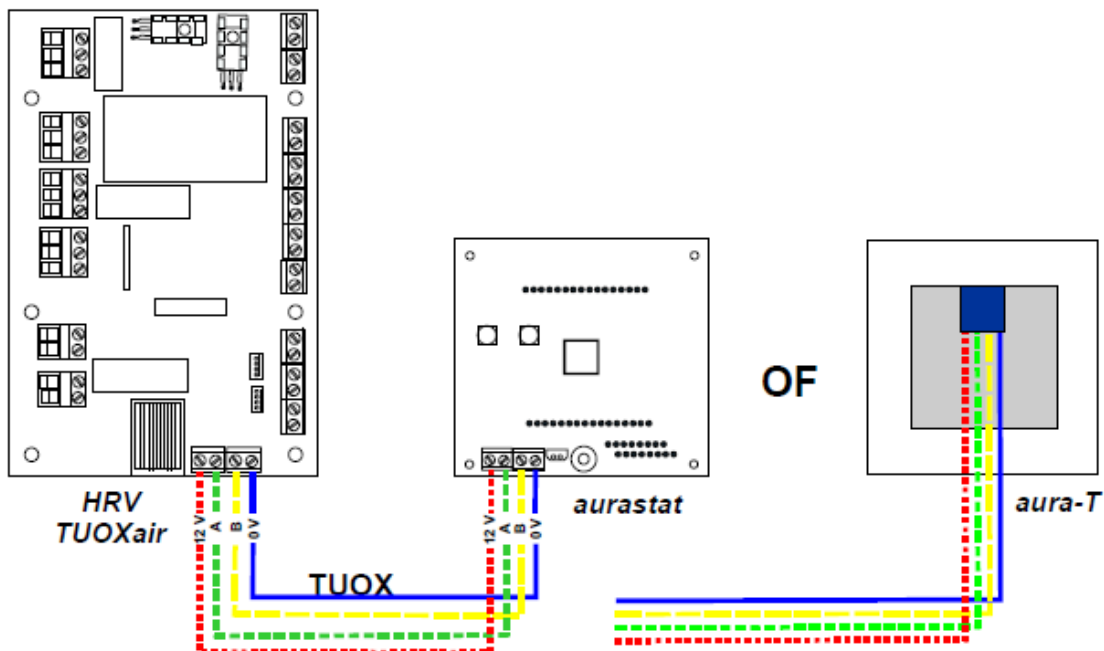 OF
HRV
TUOXair
aurastat
aura-T
12 V
A
B
0 V
12 V
A
B
0 V
TUOX